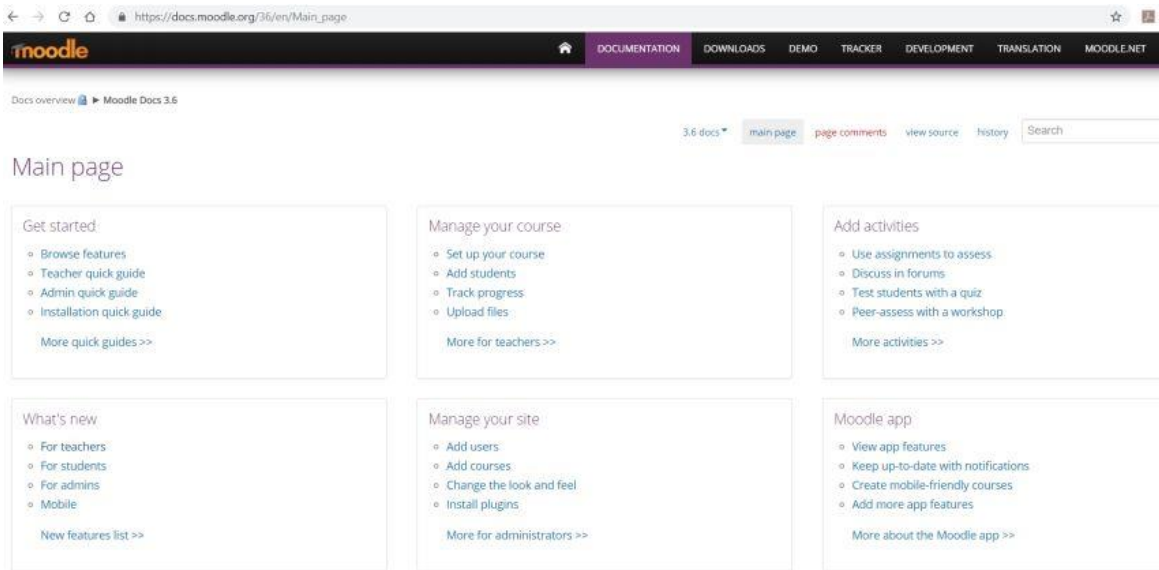 https://docs.moodle.org/36/en/Main_page
moodle
DOCUMENTATION DOWNLOADS DEMO TRACKER DEVELOPMENT TRANSLATION MOODLE.NET
Docs overview ► Moodle Docs 3.6
3.6 docs main page page comments view source history Search
Main page
Get started
Browse features
Teacher quick guide
Admin quick guide
Installation quick guide
More quick guides >>
Manage your course
Set up your course
Add students
Track progress
Upload files
More for teachers >>
Add activities
Use assignments to assess
Discuss in forums
Test students with a quiz
Peer-assess with a workshop
More activities >>
What's new
For teachers
For students
For admins
Mobile
New features list >>
Manage your site
Add users
Add courses
Change the look and feel
Install plugins
More for administrators >>
Moodle app
View app features
Keep up-to-date with notifications
Create mobile-friendly courses
Add more app features
More about the Moodle app >>